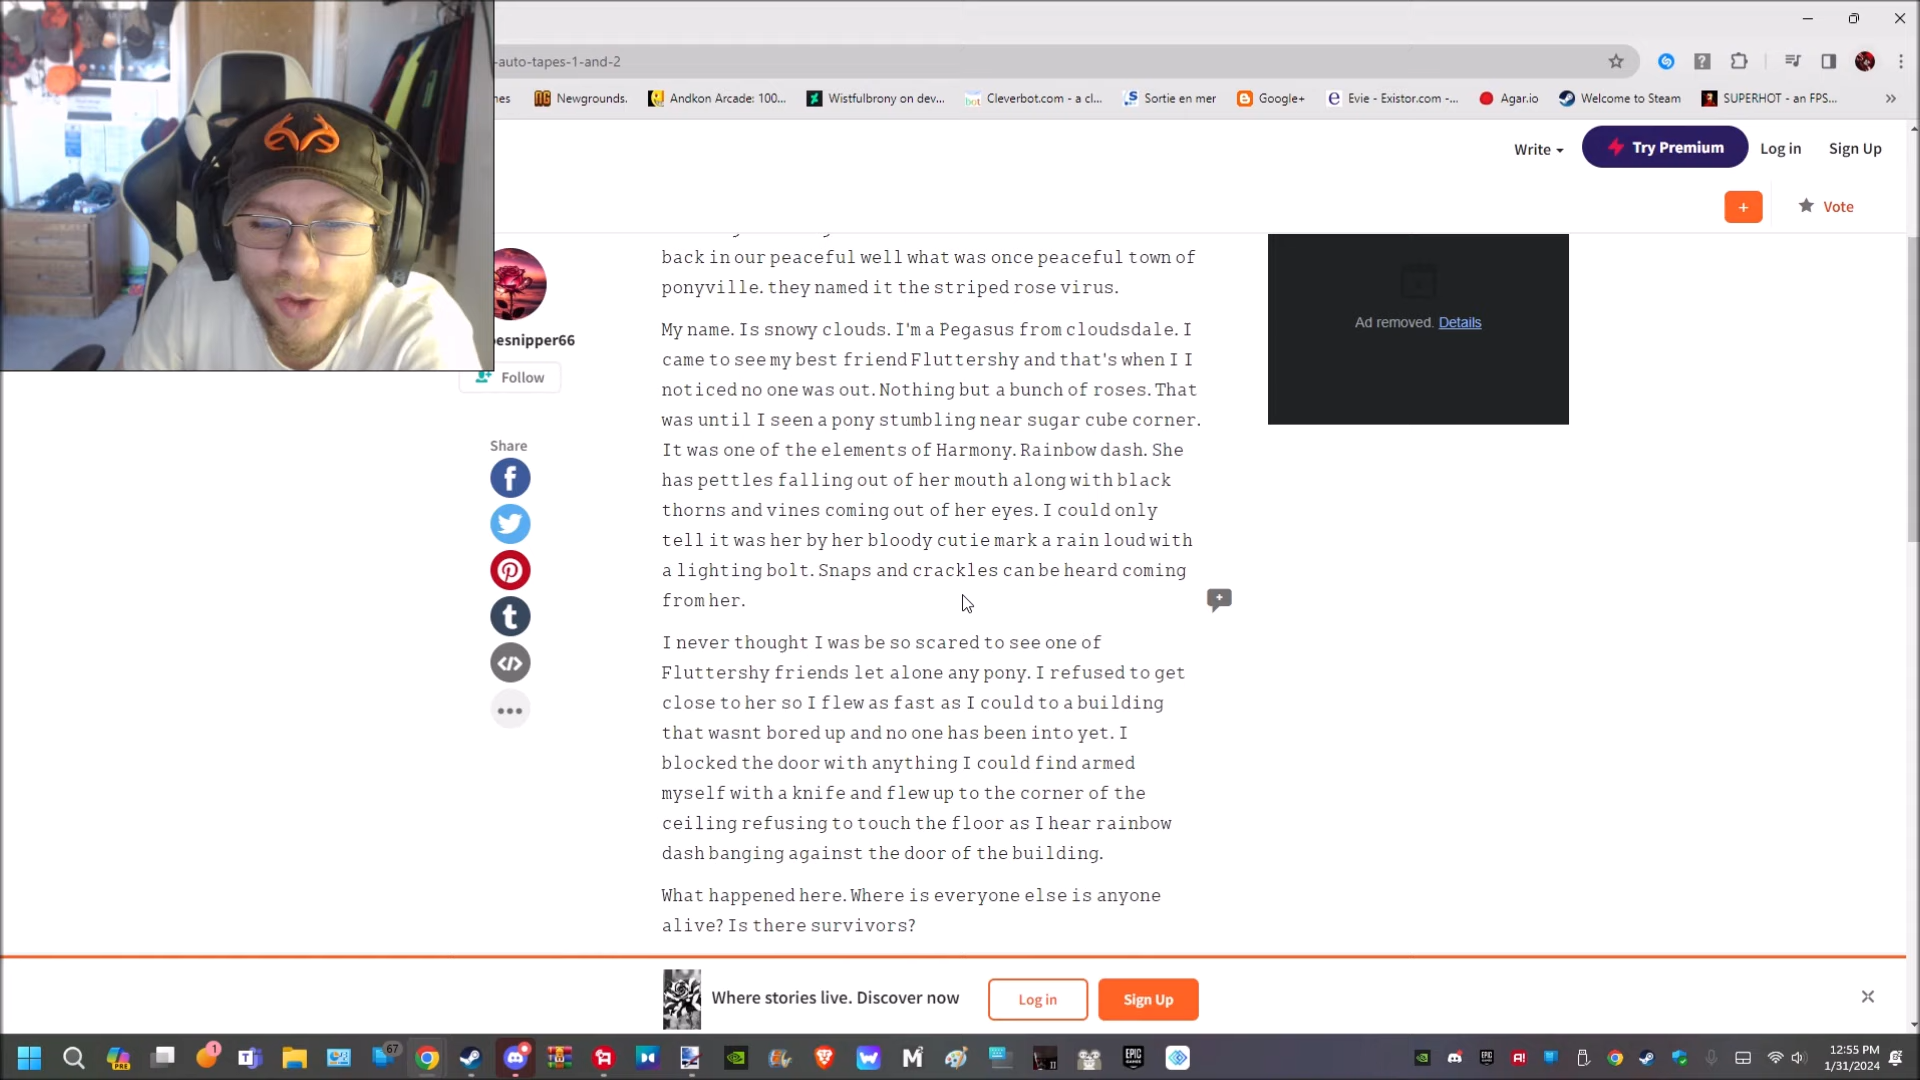 -auto-tapes-1-and-2
nes
Newgrounds.
Andkon Arcade: 100...
Wistfulbrony on dev...
Cleverbot.com - a cl...
Sortie en mer
Google+
Evie - Existor.com -...
Agar.io
Welcome to Steam
SUPERHOT - an FPS...
Write
Try Premium
Log in
Sign Up
+
Vote
back in our peaceful well what was once peaceful town of
ponyville. they named it the striped rose virus.
My name. Is snowy clouds. I'm a Pegasus from cloudsdale. I
came to see my best friend Fluttershy and that's when I I
noticed no one was out. Nothing but a bunch of roses. That
was until I seen a pony stumbling near sugar cube corner.
It was one of the elements of Harmony. Rainbow dash. She
has pettles falling out of her mouth along with black
thorns and vines coming out of her eyes. I could only
tell it was her by her bloody cutie mark a rain loud with
a lighting bolt. Snaps and crackles can be heard coming
from her.
I never thought I was be so scared to see one of
Fluttershy friends let alone any pony. I refused to get
close to her so I flew as fast as I could to a building
that wasnt bored up and no one has been into yet. I
blocked the door with anything I could find armed
myself with a knife and flew up to the corner of the
ceiling refusing to touch the floor as I hear rainbow
dash banging against the door of the building.
What happened here. Where is everyone else is anyone
alive? Is there survivors?
pesnipper66
Follow
Share
Ad removed. Details
Where stories live. Discover now
Log in
Sign Up
12:55 PM
1/31/2024